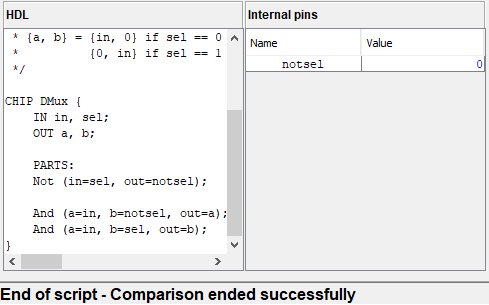 HDL
 * {a, b} = {in, 0} if sel == 0
 *          {0, in} if sel == 1
 */
CHIP DMux {
    IN in, sel;
    OUT a, b;
    PARTS:
    Not (in=sel, out=notsel);
    And (a=in, b=notsel, out=a);
    And (a=in, b=sel, out=b);
}
Internal pins
Name Value
notsel 0
End of script - Comparison ended successfully